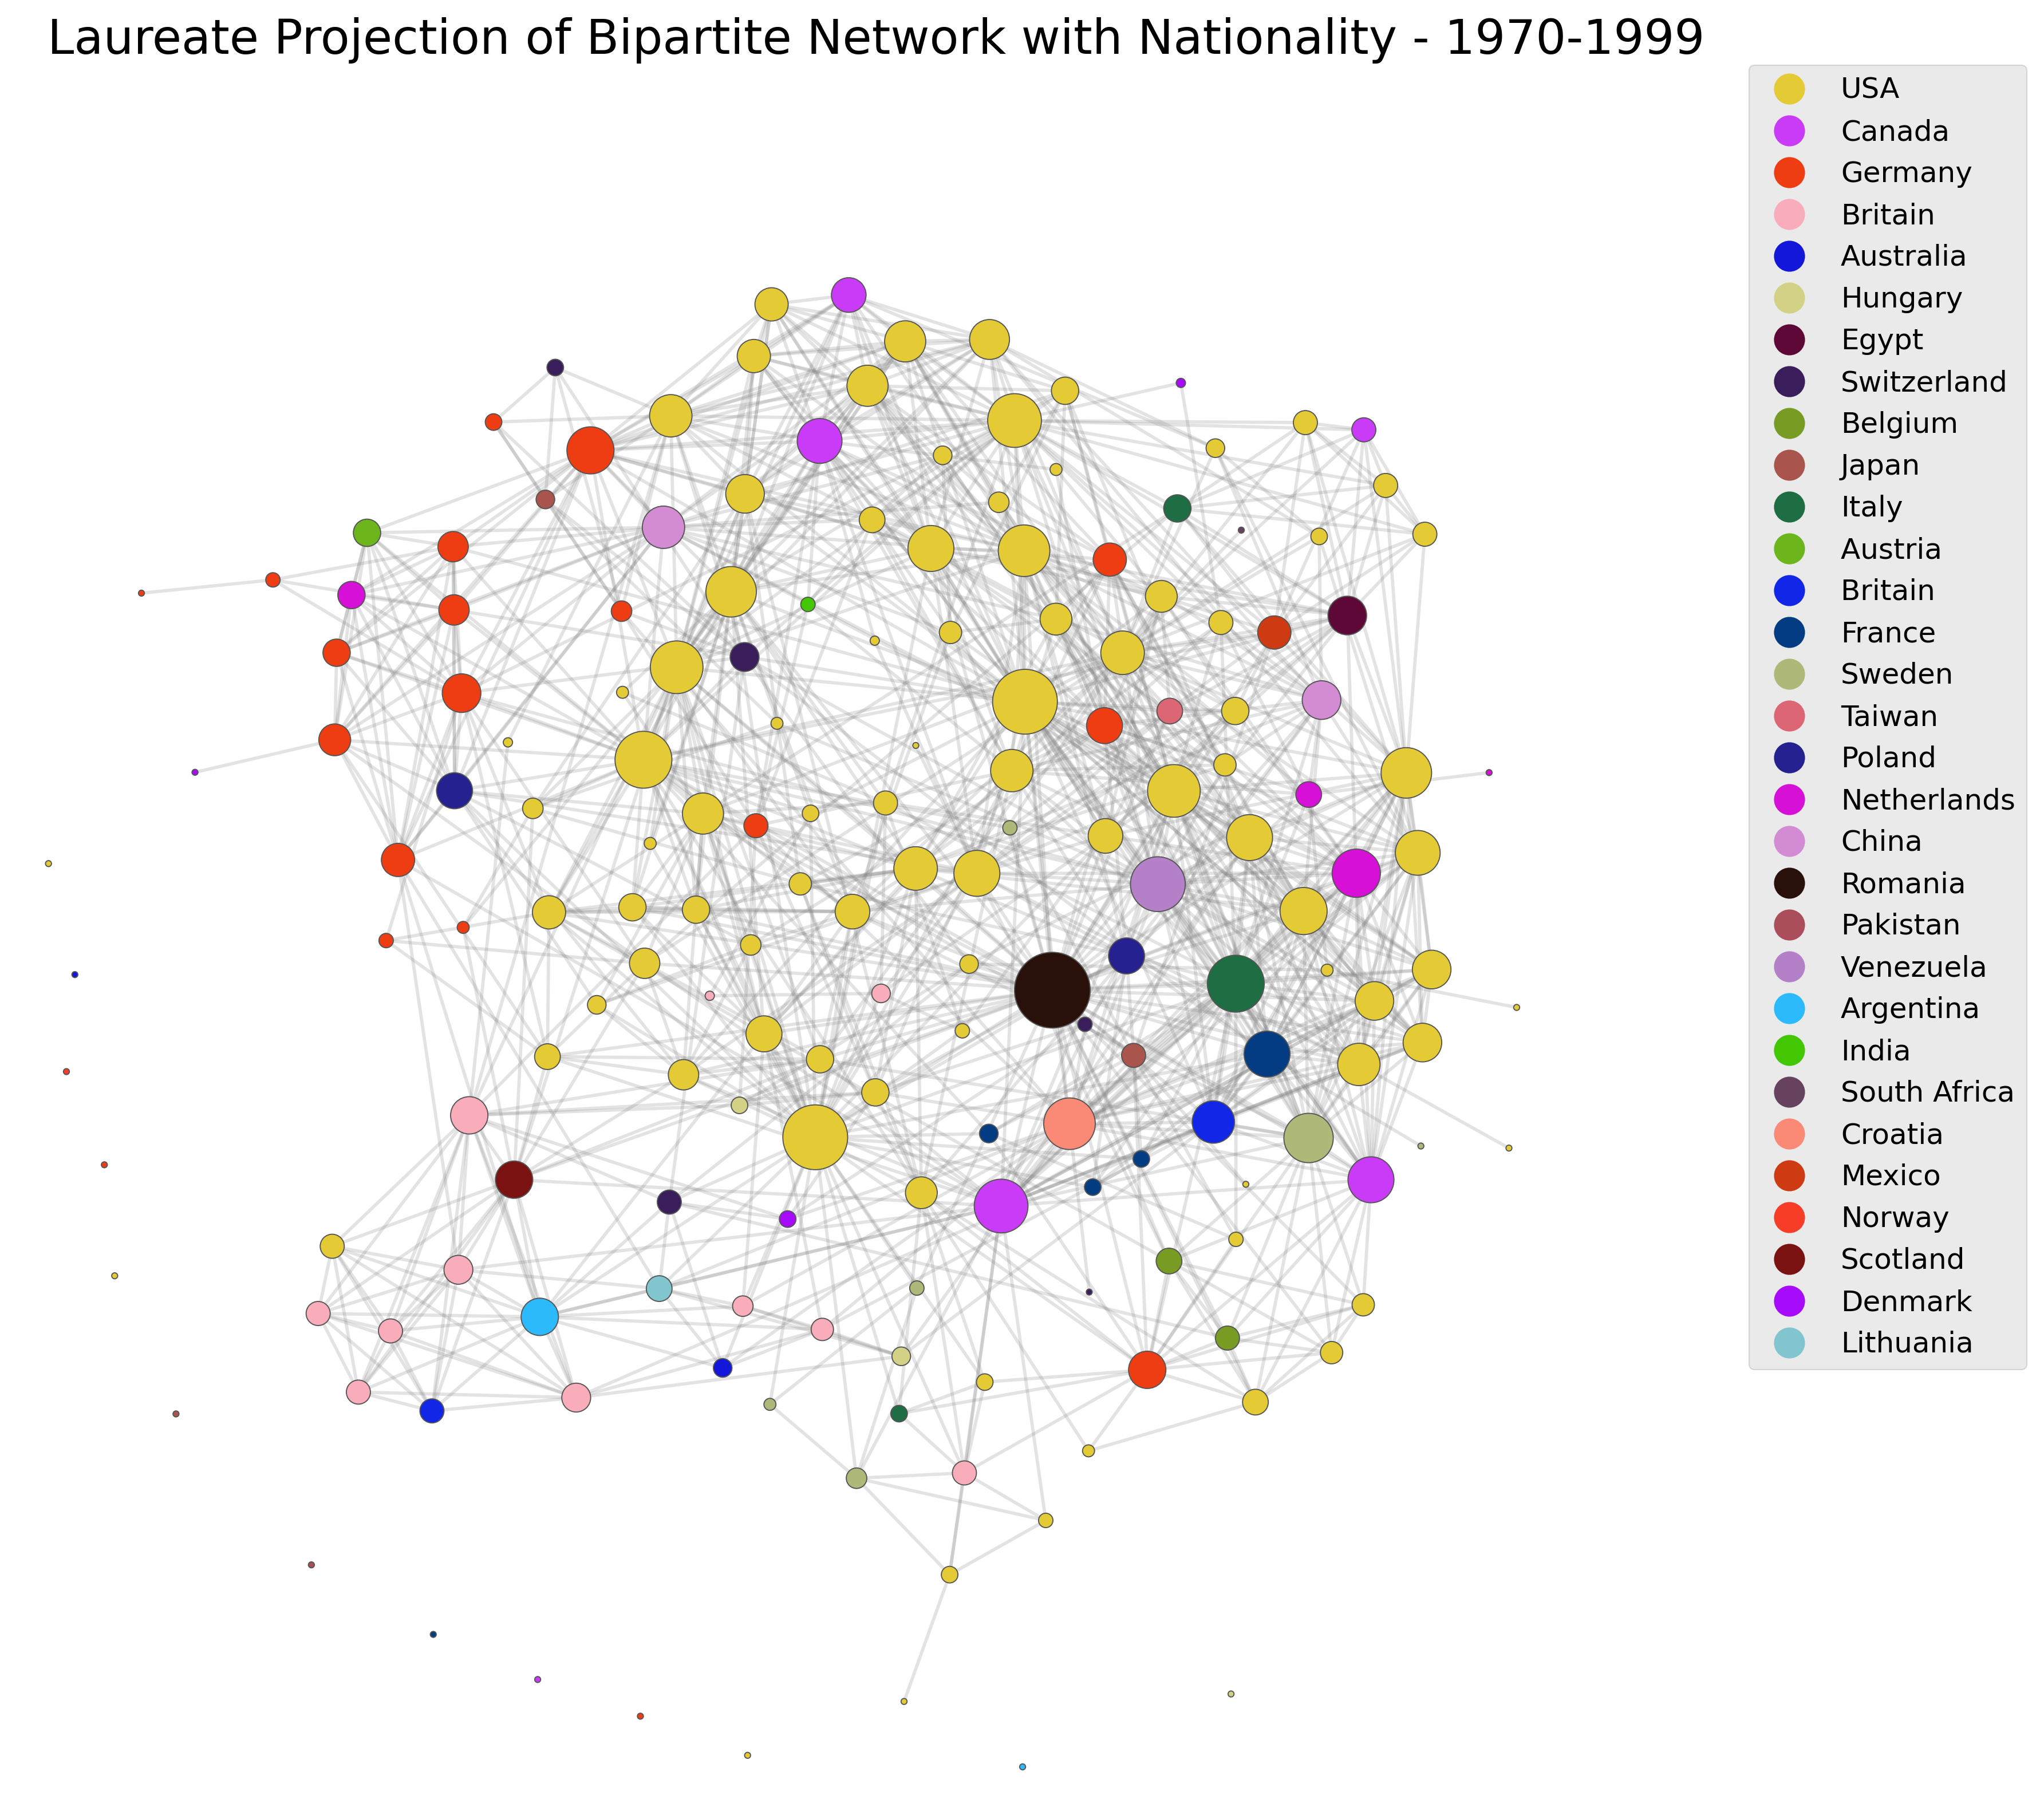 Laureate Projection of Bipartite Network with Nationality - 1970-1999
USA
Canada
Germany
Britain
Australia
Hungary
Egypt
Switzerland
Belgium
Japan
Italy
Austria
Britain
France
Sweden
Taiwan
Poland
Netherlands
China
Romania
Pakistan
Venezuela
Argentina
India
South Africa
Croatia
Mexico
Norway
Scotland
Denmark
Lithuania